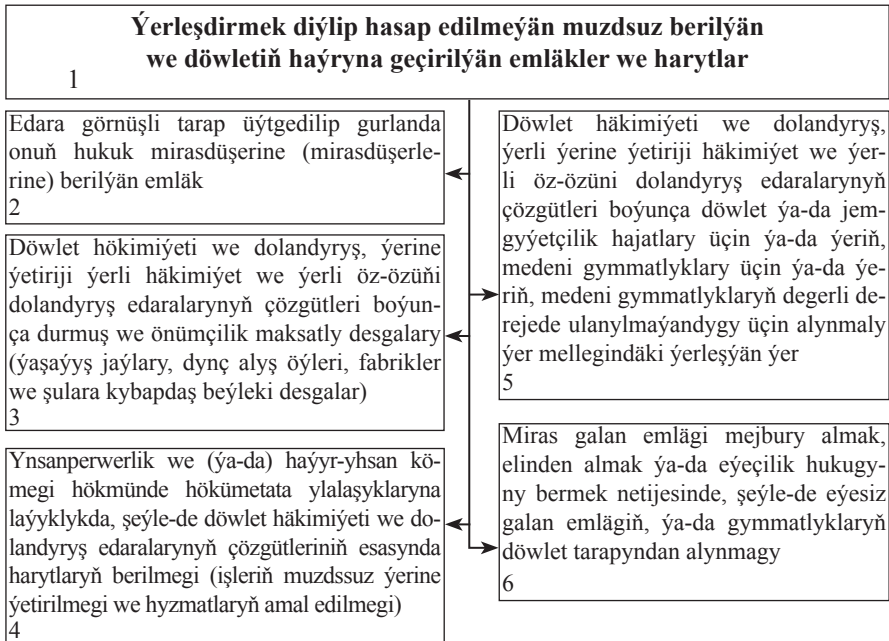 Ýerleşdirmek diýlip hasap edilmeýän muzdsuz berilýän
we döwletiň haýryna geçirilýän emläkler we harytlar
1
Edara görnüşli tarap üýtgedilip gurlanda
onuň hukuk mirasdüşerine (mirasdüşerle-
rine) berilýän emläk
2
Döwlet hökimiýeti we dolandyryş, ýerine
ýetiriji ýerli häkimiýet we ýerli öz-özüňi
dolandyryş edaralarynyň çözgütleri boýun-
ça durmuş we önümçilik maksatly desgalary
(ýaşaýyş jaýlary, dynç alyş öýleri, fabrikler
we şulara kybapdaş beýleki desgalar)
3
Ynsanperwerlik we (ýa-da) haýyr-yhsan kö-
megi hökmünde hökümetata ylalaşyklaryna
laýyklykda, şeýle-de döwlet häkimiýeti we do-
landyryş edaralarynyň çözgütleriniň esasynda
harytlaryň berilmegi (işleriň muzdssuz ýerine
ýetirilmegi we hyzmatlaryň amal edilmegi)
4
Döwlet häkimiýeti we dolandyryş,
ýerli ýerine ýetiriji häkimiýet we ýer-
li öz-özüni dolandyryş edaralarynyň
çözgütleri boýunça döwlet ýa-da jem-
gyýetçilik hajatlary üçin ýa-da ýeriň,
medeni gymmatlyklary üçin ýa-da ýe-
riň, medeni gymmatlyklaryň degerli de-
rejede ulanylmaýandygy üçin alynmaly
ýer mellegindäki ýerleşýän ýer
5
Miras galan emlägi mejbury almak,
elinden almak ýa-da eýeçilik hukugy-
ny bermek netijesinde, şeýle-de eýesiz
galan emlägiň, ýa-da gymmatlyklaryň
döwlet tarapyndan alynmagy
6